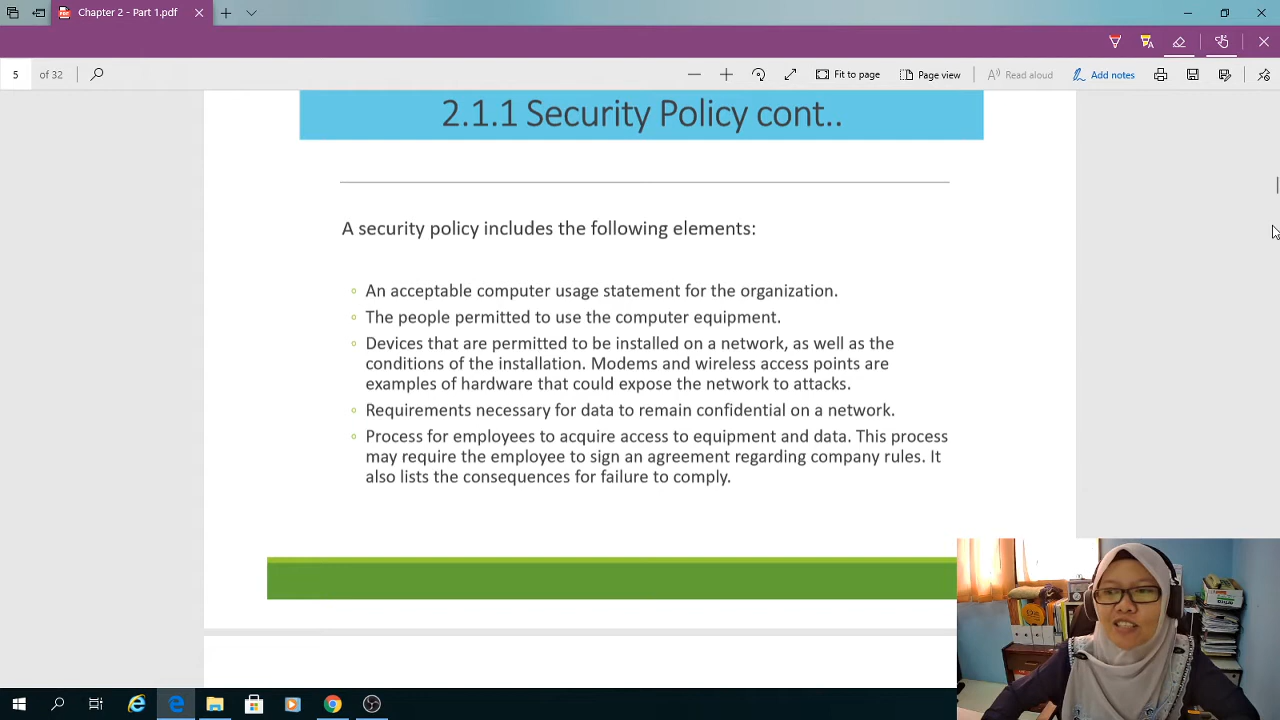 Chapter 2 - Part 1.pdf
5 of 32
Fit to page
Page view
Read aloud
Add notes
2.1.1 Security Policy cont..
A security policy includes the following elements:
An acceptable computer usage statement for the organization.
The people permitted to use the computer equipment.
Devices that are permitted to be installed on a network, as well as the
conditions of the installation. Modems and wireless access points are
examples of hardware that could expose the network to attacks.
Requirements necessary for data to remain confidential on a network.
Process for employees to acquire access to equipment and data. This process
may require the employee to sign an agreement regarding company rules. It
also lists the consequences for failure to comply.